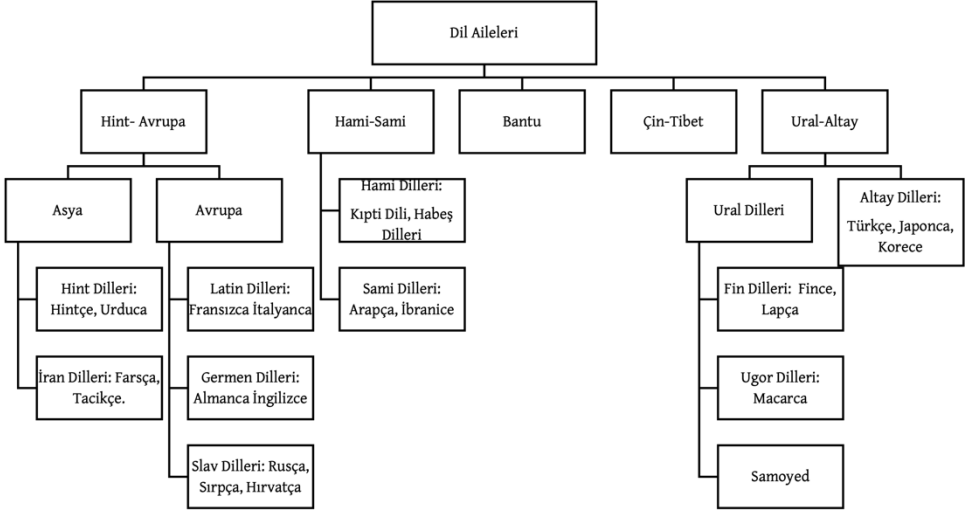 Dil Aileleri
Hint- Avrupa
Hami-Sami
Bantu
Çin-Tibet
Ural-Altay
Asya
Avrupa
Hami Dilleri:
Kıpti Dili, Habeş
Dilleri
Ural Dilleri
Altay Dilleri:
Türkçe, Japonca,
Korece
Hint Dilleri:
Hintçe, Urduca
Latin Dilleri:
Fransızca İtalyanca
Sami Dilleri:
Arapça, İbranice
Fin Dilleri: Fince,
Lapça
İran Dilleri: Farsça,
Tacikçe.
Germen Dilleri:
Almanca İngilizce
Ugor Dilleri:
Macarca
Slav Dilleri: Rusça,
Sırpça, Hırvatça
Samoyed